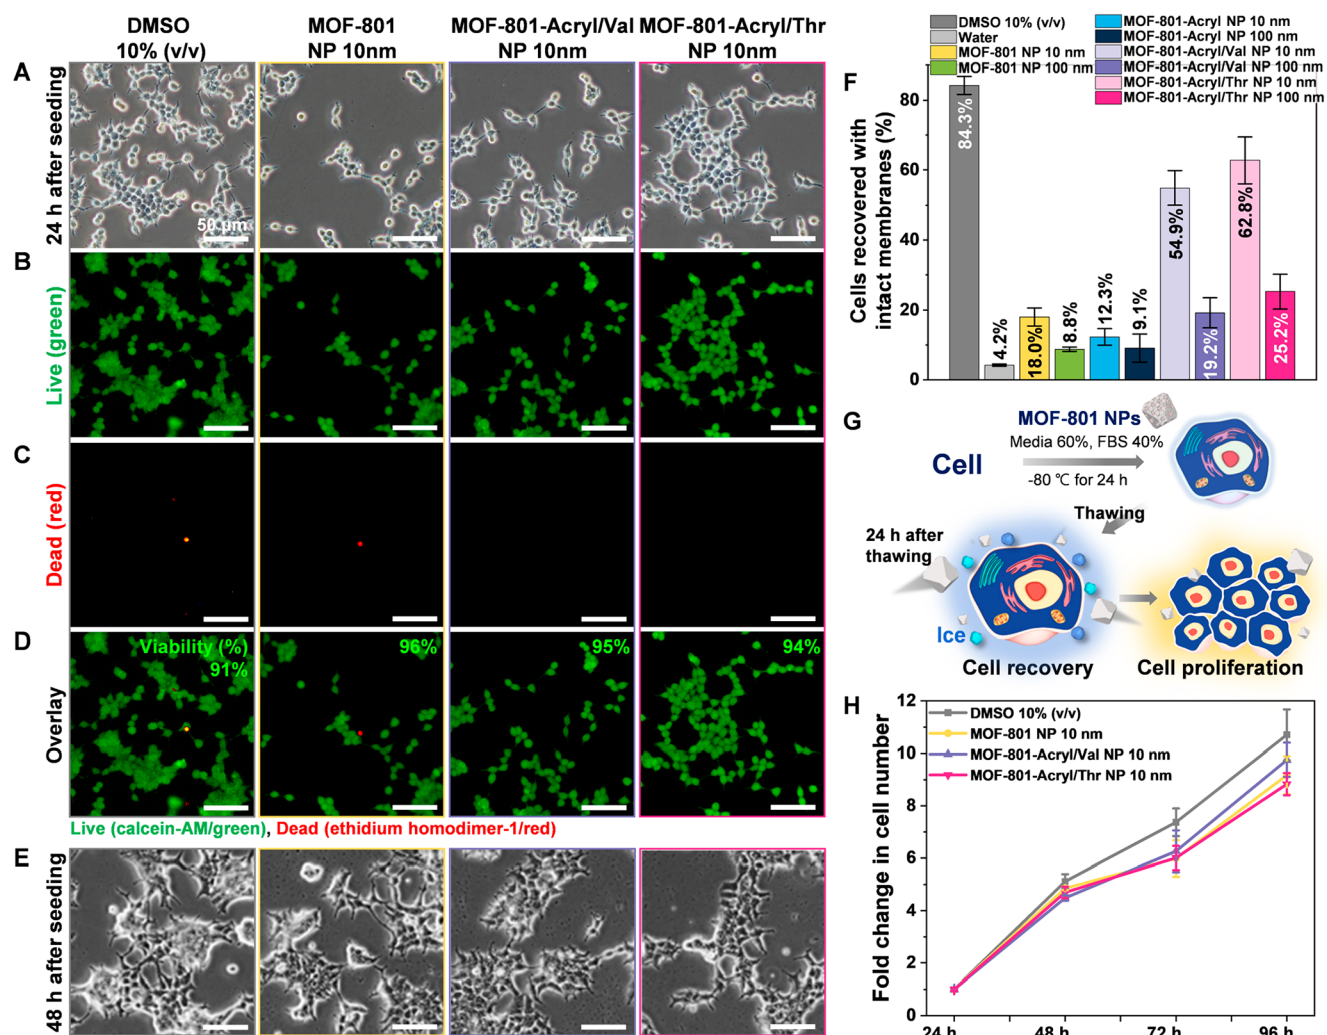 DMSO
10% (v/v)
MOF-801
NP 10nm
MOF-801-Acryl/Val
NP 10nm
MOF-801-Acryl/Thr
NP 10nm
A
24 h after seeding
50 µm
B
Live (green)
C
Dead (red)
D
Overlay
Viability (%)
91%
96%
95%
94%
Live (calcein-AM/green), Dead (ethidium homodimer-1/red)
E
48 h after seeding
F
DMSO 10% (v/v)
Water
MOF-801 NP 10 nm
MOF-801 NP 100 nm
MOF-801-Acryl NP 10 nm
MOF-801-Acryl NP 100 nm
MOF-801-Acryl/Val NP 10 nm
MOF-801-Acryl/Val NP 100 nm
MOF-801-Acryl/Thr NP 10 nm
MOF-801-Acryl/Thr NP 100 nm
Cells recovered with
intact membranes (%)
80
60
40
20
0
84.3%
4.2%
18.0%
8.8%
12.3%
9.1%
54.9%
19.2%
62.8%
25.2%
G
MOF-801 NPs
Media 60%, FBS 40%
Cell
-80 ℃ for 24 h
Thawing
24 h after
thawing
Ice
Cell recovery
Cell proliferation
H
Fold change in cell number
12
10
8
6
4
2
0
DMSO 10% (v/v)
MOF-801 NP 10 nm
MOF-801-Acryl/Val NP 10 nm
MOF-801-Acryl/Thr NP 10 nm
24 h
48 h
72 h
96 h